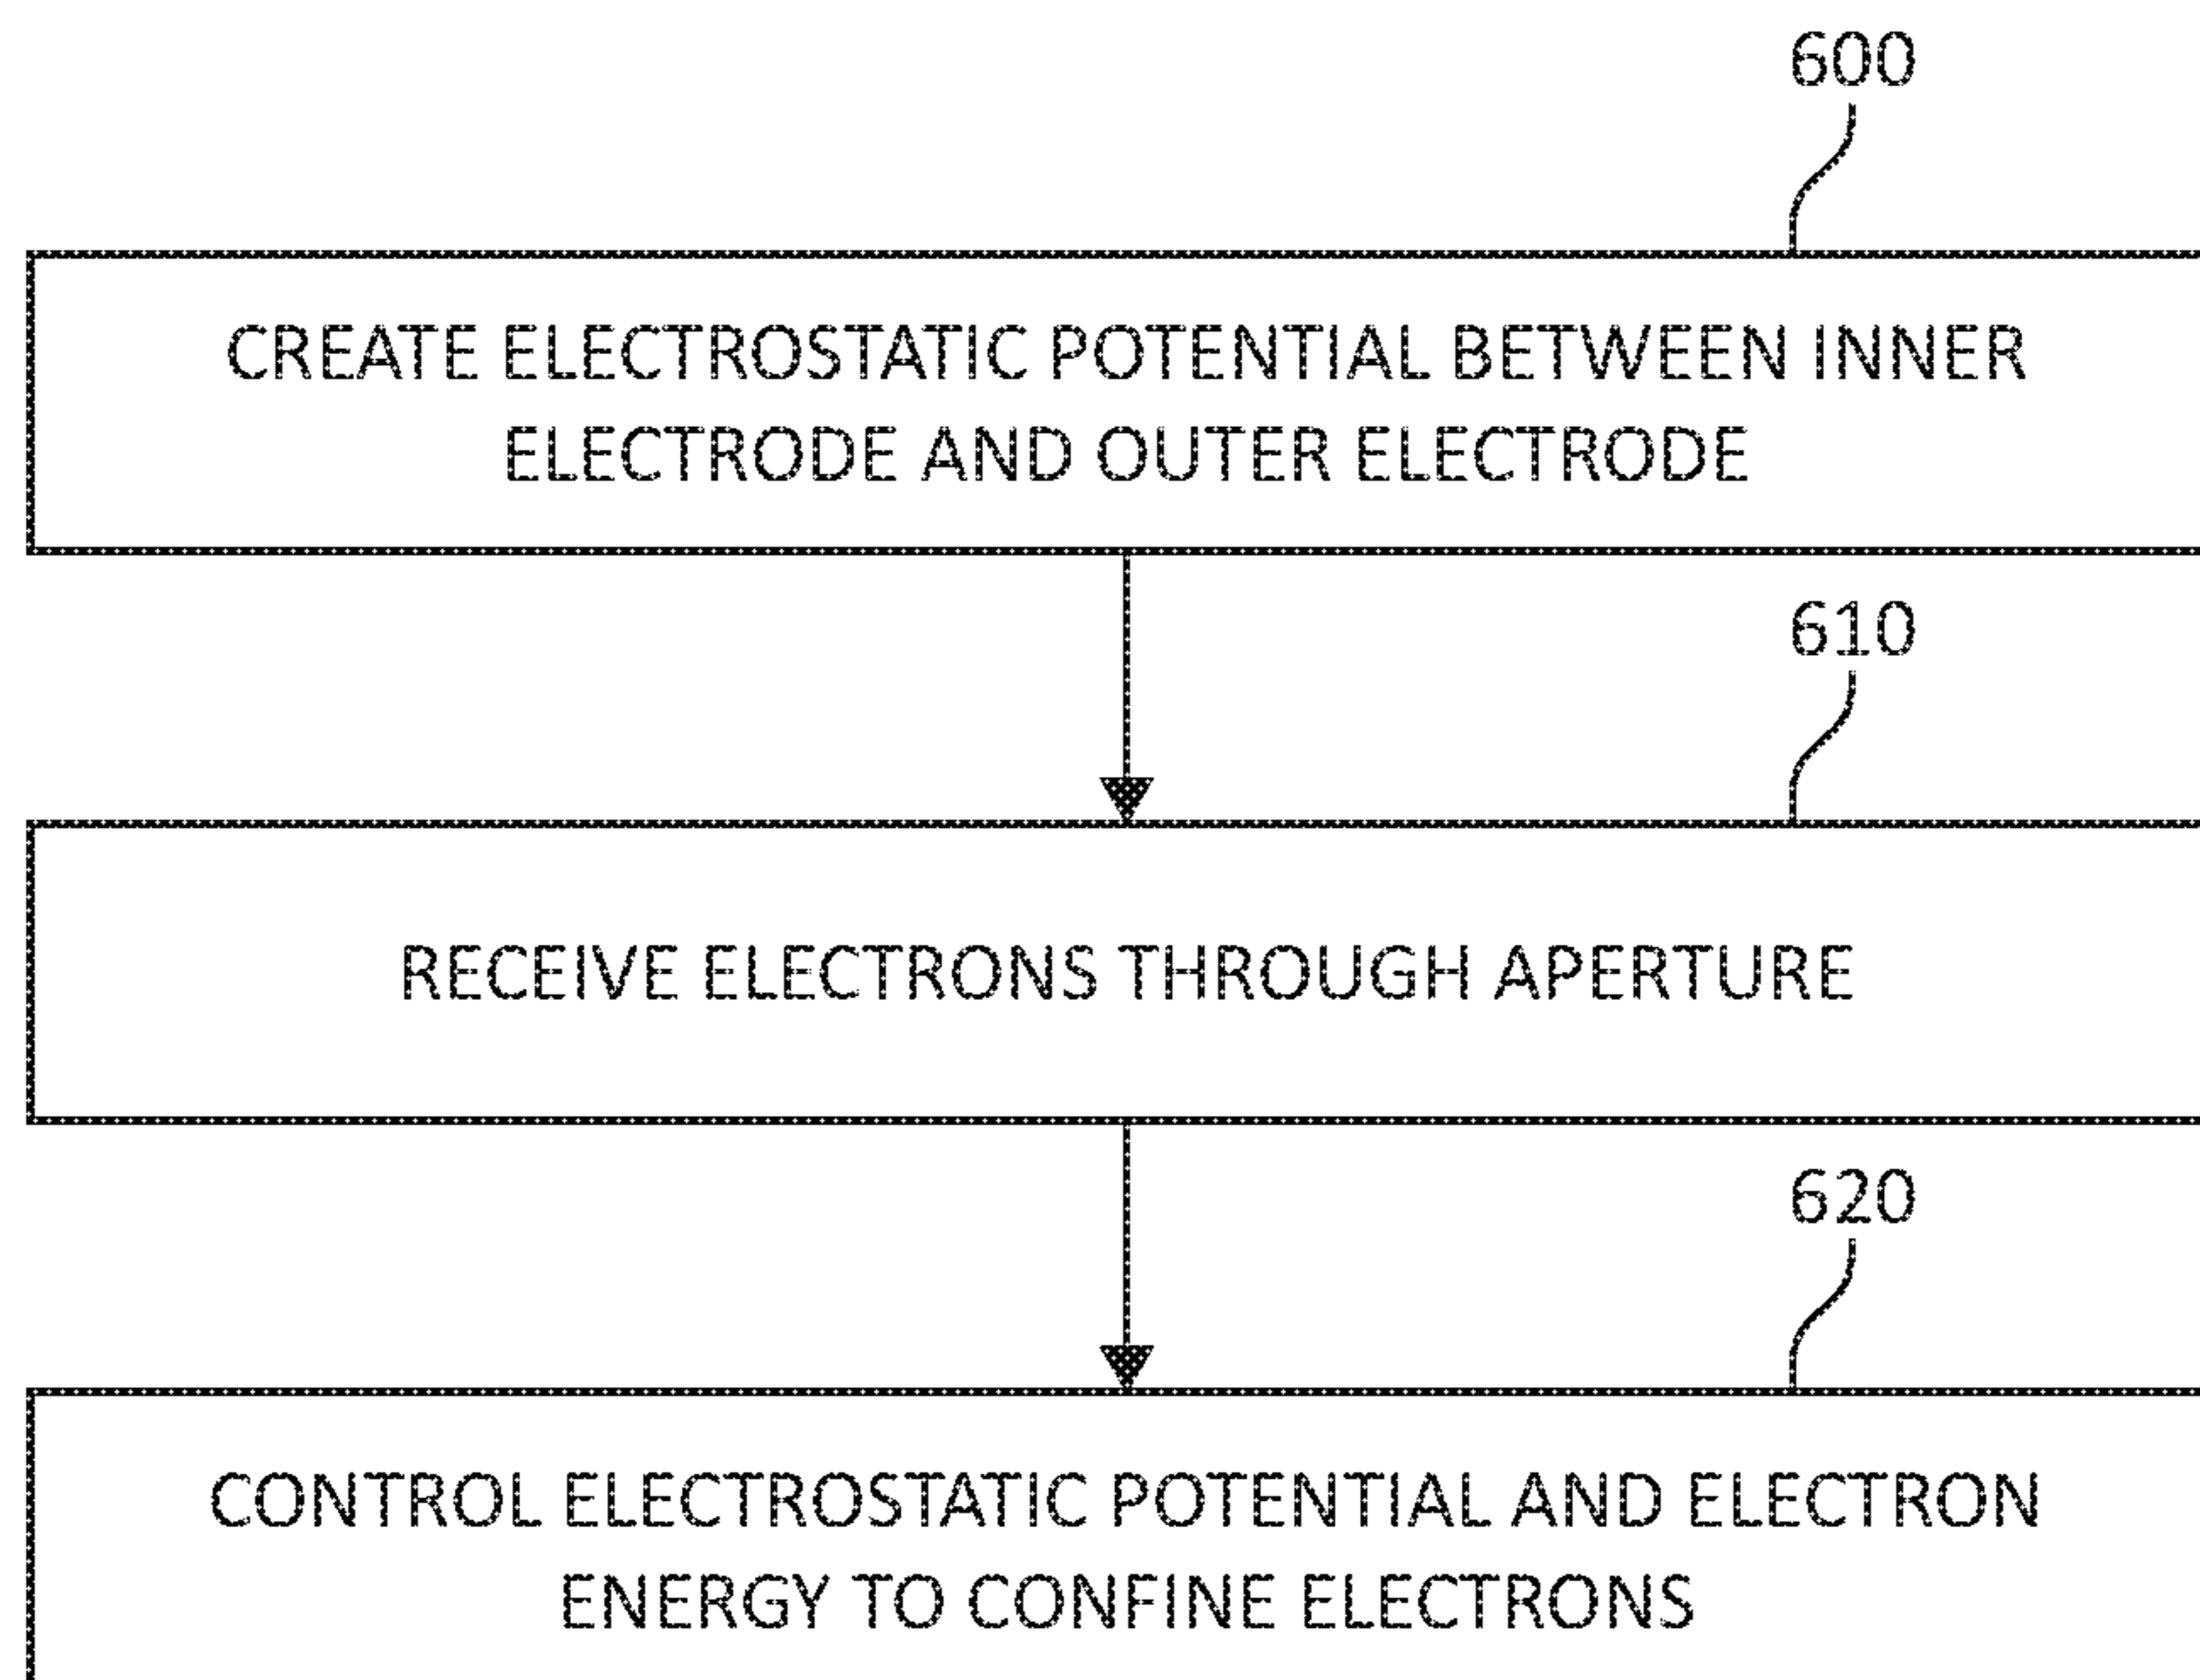 600
CREATE ELECTROSTATIC POTENTIAL BETWEEN INNER
ELECTRODE AND OUTER ELECTRODE
610
RECEIVE ELECTRONS THROUGH APERTURE
620
CONTROL ELECTROSTATIC POTENTIAL AND ELECTRON
ENERGY TO CONFINE ELECTRONS